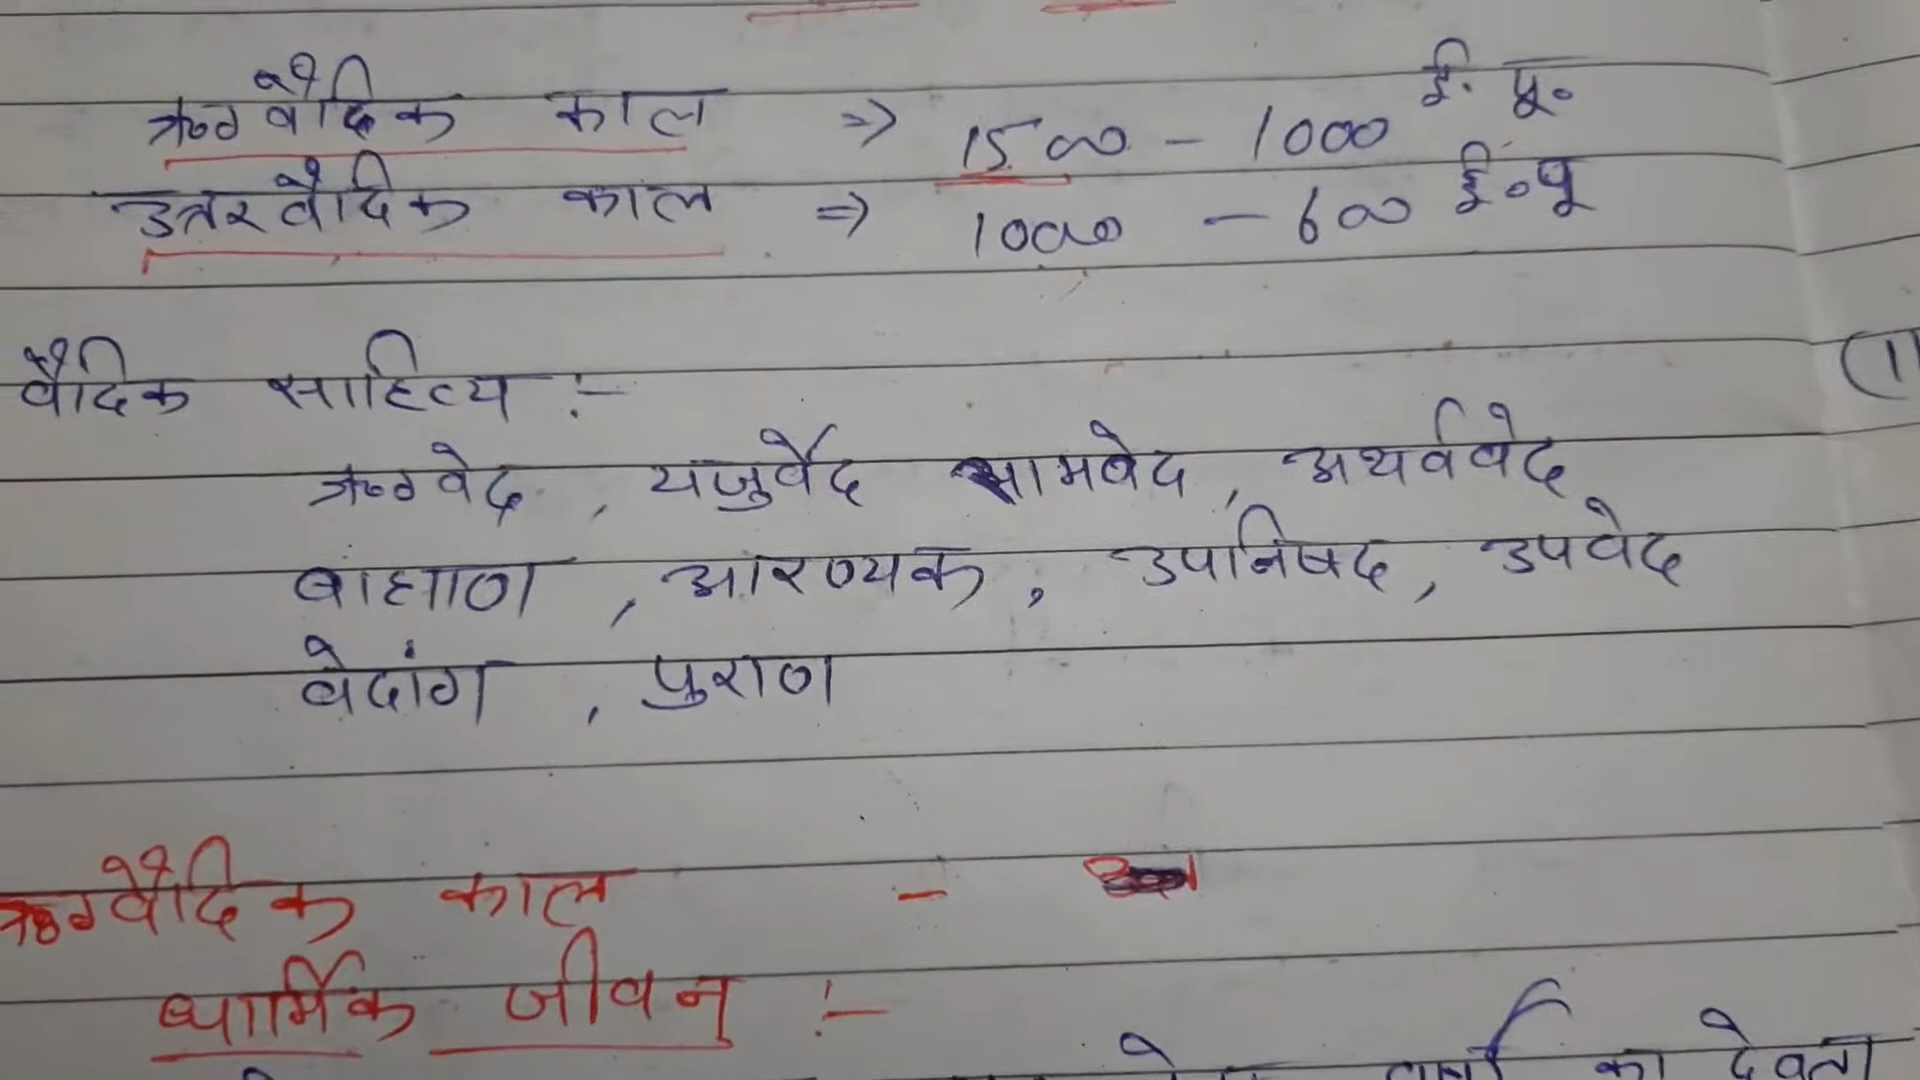 ऋग्वैदिक काल ⇒ 1500 - 1000 ई. पू.
उत्तरवैदिक काल ⇒ 1000 - 600 ई.पू
वैदिक साहित्य :-
(1
ऋग्वेद, यजुर्वेद सामवेद, अथर्ववेद
बाह्मण, आरण्यक, उपनिषद, उपवेद
वेदांग, पुराण
ऋग्वैदिक काल -
धार्मिक जीवन :-
का देवता